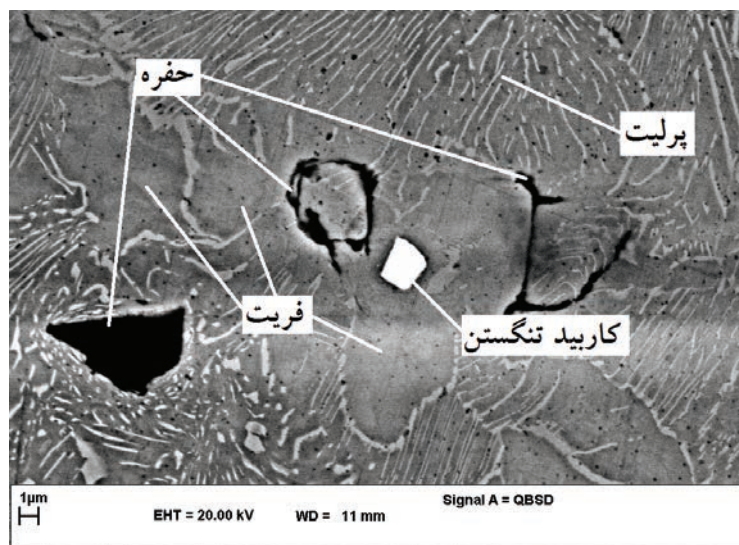 حفره
پرلیت
فریت
کاربید تنگستن
1µm
EHT = 20.00 kV WD = 11 mm Signal A = QBSD